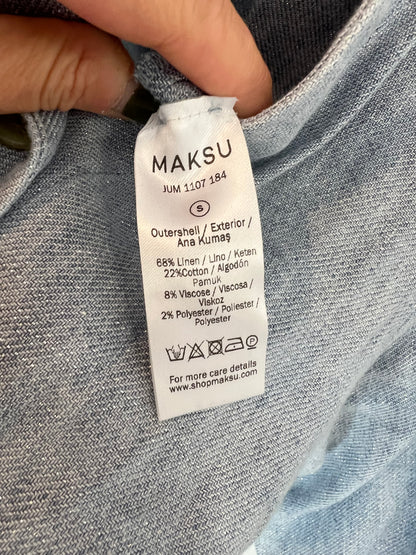 MAKSU
JUM 1107 184
S
Outershell / Exterior /
Ana Kumaş
68% Linen / Lino / Keten
22%Cotton / Algodón
Pamuk
8% Viscose / Viscosa /
Viskoz
2% Polyester / Poliester /
Polyester
For more care details
www.shopmaksu.com